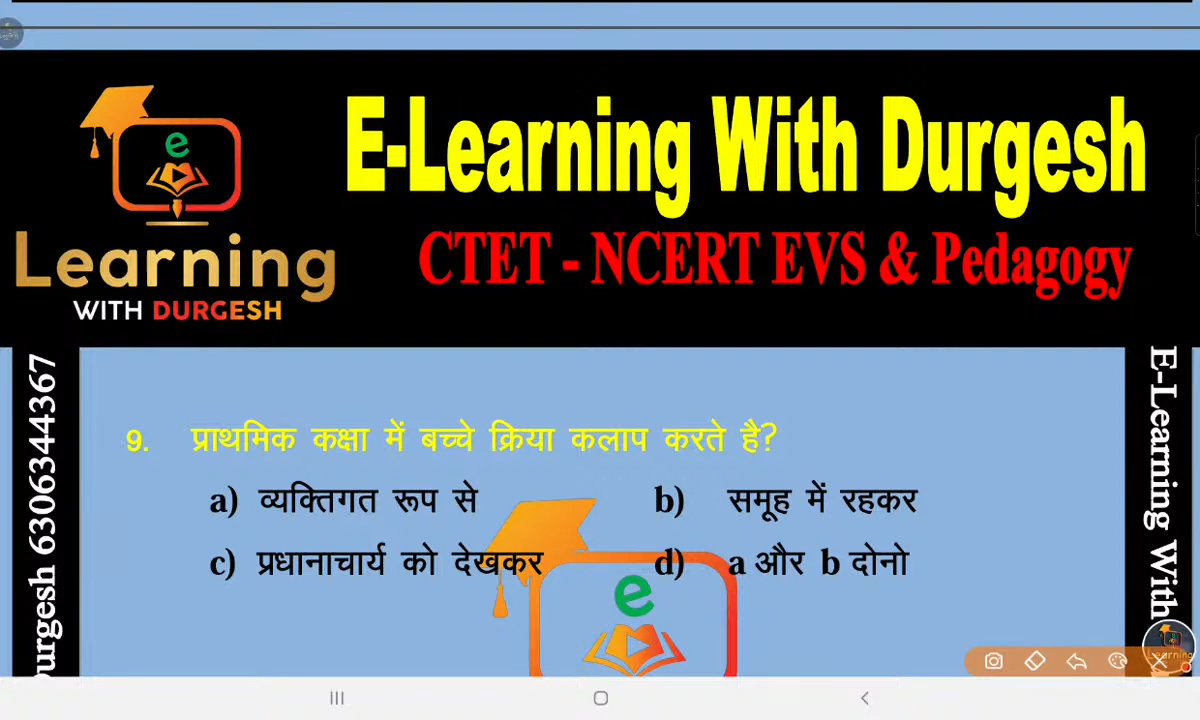 e
Learning
WITH DURGESH
E-Learning With Durgesh
CTET - NCERT EVS & Pedagogy
urgesh 6306344367
E-Learning With
9. प्राथमिक कक्षा में बच्चे क्रिया कलाप करते है?
a) व्यक्तिगत रूप से b) समूह में रहकर
c) प्रधानाचार्य को देखकर d) a और b दोनो
e
Learning